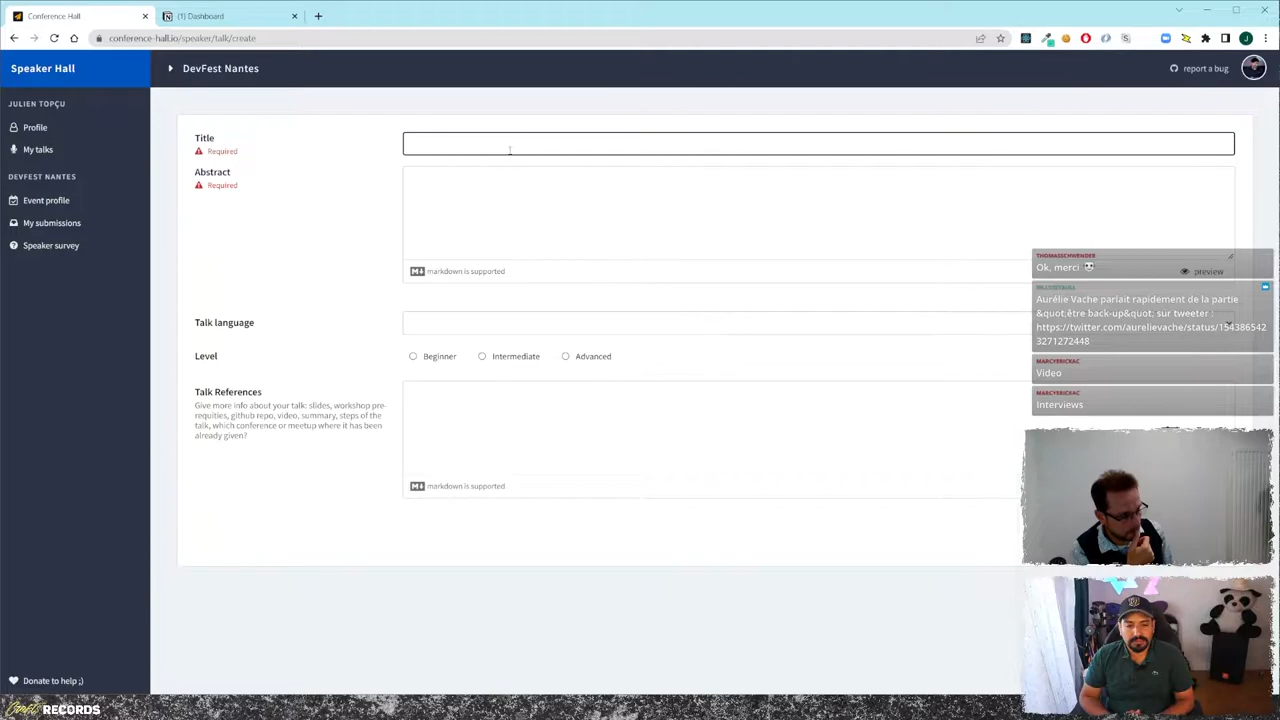 Conference Hall
(1) Dashboard
conference-hall.io/speaker/talk/create
Speaker Hall
DevFest Nantes
report a bug
JULIEN TOPÇU
Profile
My talks
DEVFEST NANTES
Event profile
My submissions
Speaker survey
Donate to help ;)
Title
Required
Abstract
Required
markdown is supported
preview
Talk language
Level
Beginner
Intermediate
Advanced
Talk References
Give more info about your talk: slides, workshop pre-
requities, github repo, video, summary, steps of the
talk, which conference or meetup where it has been
already given?
markdown is supported
THOMASSCHWENDER
Ok, merci
Aurélie Vache parlait rapidement de la partie
&quot;être back-up&quot; sur tweeter :
https://twitter.com/aurelievache/status/154386542
3271272448
MARCYERICKAC
Video
MARCYERICKAC
Interviews
Craft RECORDS